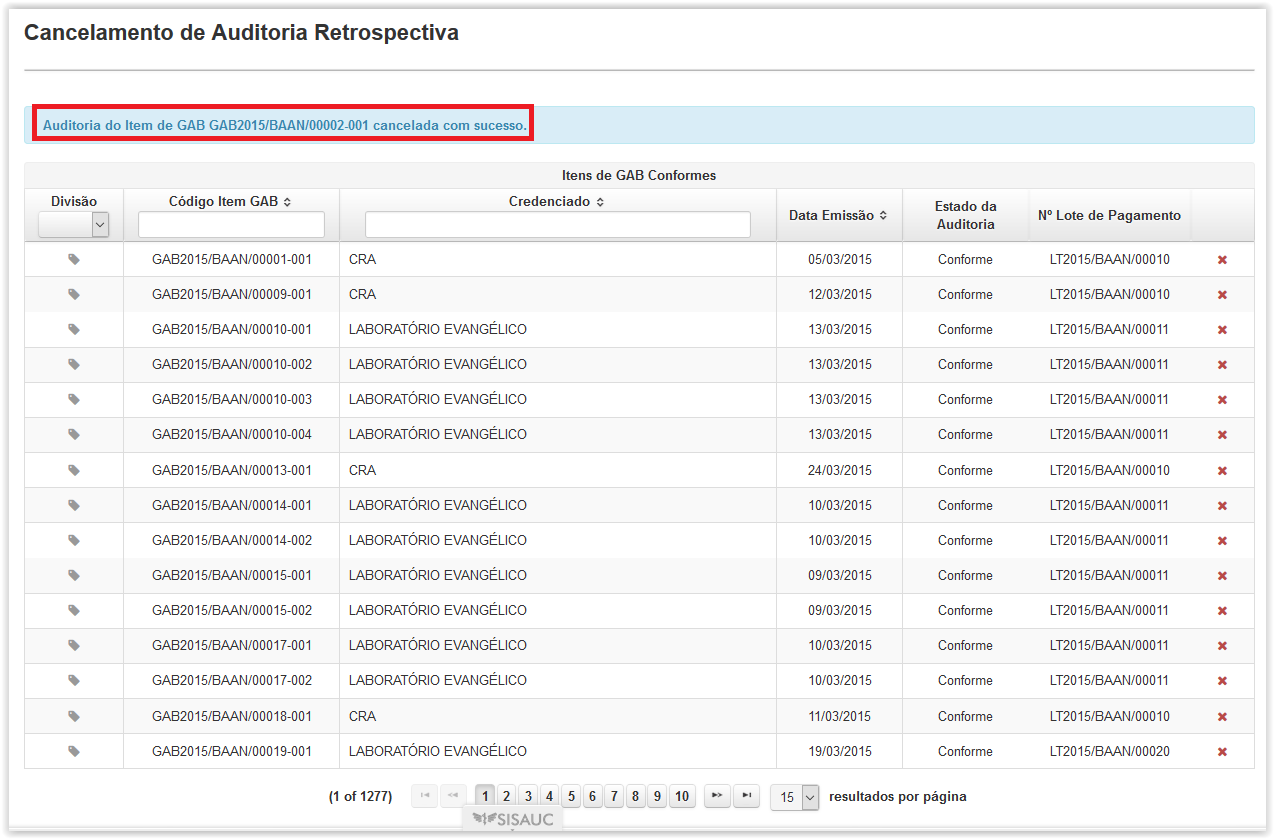 Cancelamento de Auditoria Retrospectiva
Auditoria do Item de GAB GAB2015/BAAN/00002-001 cancelada com sucesso.
Itens de GAB Conformes
Divisão Código Item GAB Credenciado Data Emissão Estado da Auditoria Nº Lote de Pagamento
GAB2015/BAAN/00001-001 CRA 05/03/2015 Conforme LT2015/BAAN/00010
GAB2015/BAAN/00009-001 CRA 12/03/2015 Conforme LT2015/BAAN/00010
GAB2015/BAAN/00010-001 LABORATÓRIO EVANGÉLICO 13/03/2015 Conforme LT2015/BAAN/00011
GAB2015/BAAN/00010-002 LABORATÓRIO EVANGÉLICO 13/03/2015 Conforme LT2015/BAAN/00011
GAB2015/BAAN/00010-003 LABORATÓRIO EVANGÉLICO 13/03/2015 Conforme LT2015/BAAN/00011
GAB2015/BAAN/00010-004 LABORATÓRIO EVANGÉLICO 13/03/2015 Conforme LT2015/BAAN/00011
GAB2015/BAAN/00013-001 CRA 24/03/2015 Conforme LT2015/BAAN/00010
GAB2015/BAAN/00014-001 LABORATÓRIO EVANGÉLICO 10/03/2015 Conforme LT2015/BAAN/00011
GAB2015/BAAN/00014-002 LABORATÓRIO EVANGÉLICO 10/03/2015 Conforme LT2015/BAAN/00011
GAB2015/BAAN/00015-001 LABORATÓRIO EVANGÉLICO 09/03/2015 Conforme LT2015/BAAN/00011
GAB2015/BAAN/00015-002 LABORATÓRIO EVANGÉLICO 09/03/2015 Conforme LT2015/BAAN/00011
GAB2015/BAAN/00017-001 LABORATÓRIO EVANGÉLICO 10/03/2015 Conforme LT2015/BAAN/00011
GAB2015/BAAN/00017-002 LABORATÓRIO EVANGÉLICO 10/03/2015 Conforme LT2015/BAAN/00011
GAB2015/BAAN/00018-001 CRA 11/03/2015 Conforme LT2015/BAAN/00010
GAB2015/BAAN/00019-001 LABORATÓRIO EVANGÉLICO 19/03/2015 Conforme LT2015/BAAN/00020
(1 of 1277) 1 2 3 4 5 6 7 8 9 10 15 resultados por página
SISAUC